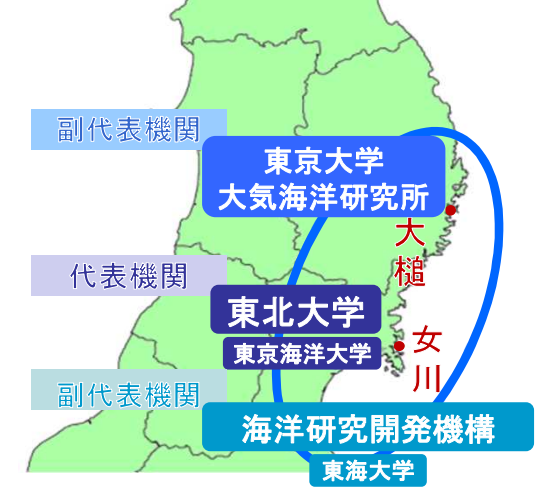 副代表機関
東京大学
大気海洋研究所
大槌
代表機関
東北大学
東京海洋大学
女川
副代表機関
海洋研究開発機構
東海大学